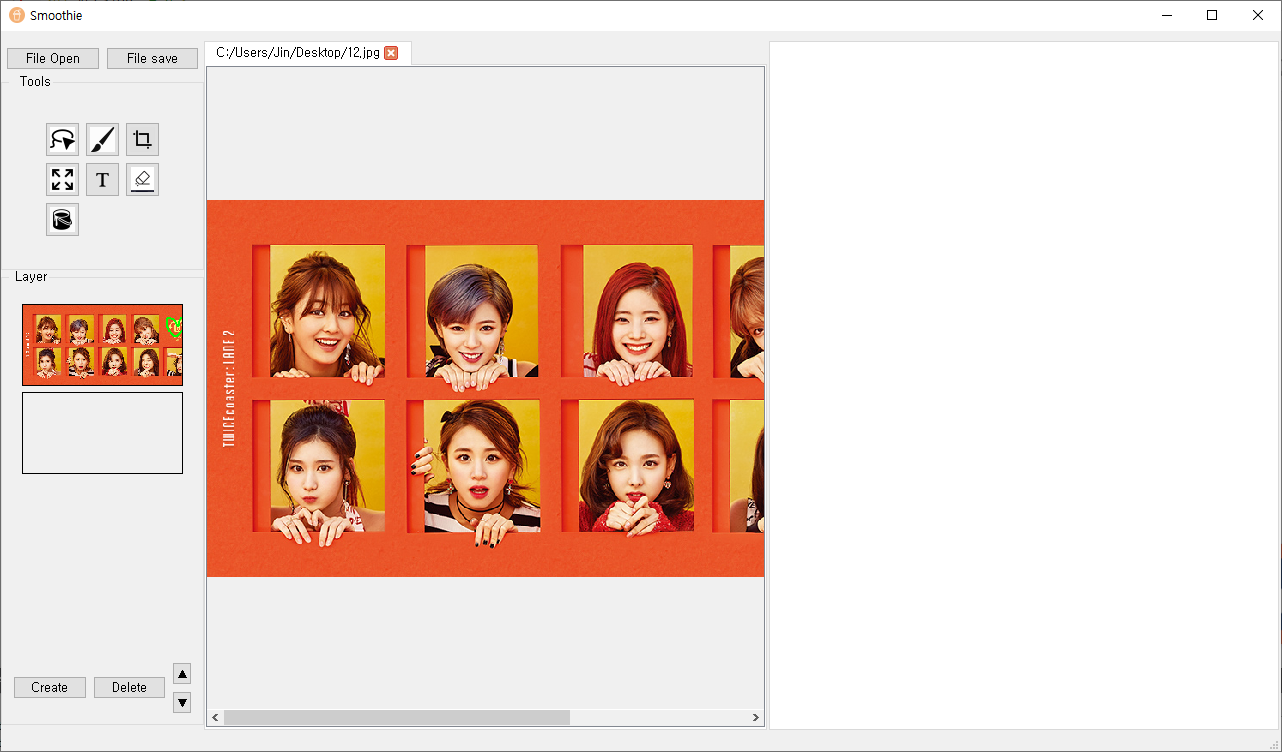 Smoothie
File Open
File save
C:/Users/Jin/Desktop/12.jpg
Tools
T
Layer
TWICEcoaster: LANE 2
Create
Delete